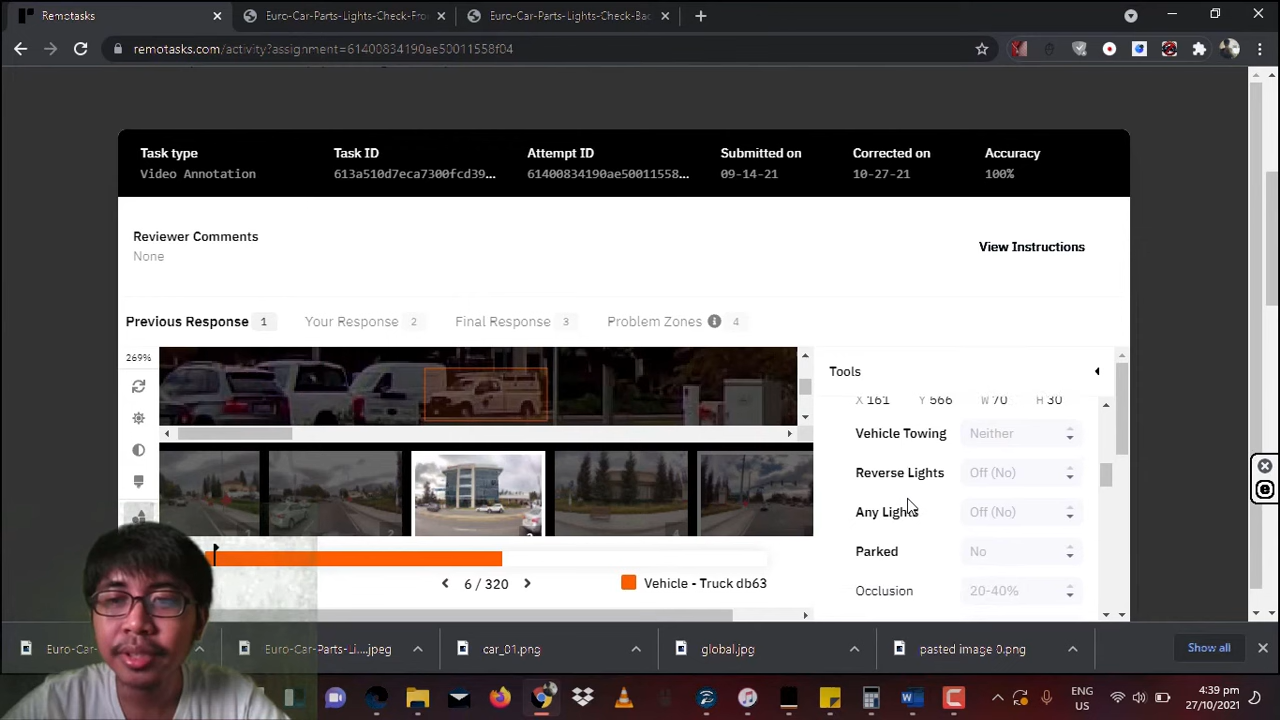 Remotasks
Euro-Car-Parts-Lights-Check-Fro
Euro-Car-Parts-Lights-Check-Bac
remotasks.com/activity?assignment=61400834190ae50011558f04
Task type
Task ID
Attempt ID
Submitted on
Corrected on
Accuracy
Video Annotation
613a510d7eca7300fcd39...
61400834190ae50011558...
09-14-21
10-27-21
100%
Reviewer Comments
None
View Instructions
Previous Response 1
Your Response 2
Final Response 3
Problem Zones 4
269%
Tools
X 161 Y 566 W 70 H 30
Vehicle Towing Neither
Reverse Lights Off (No)
Any Lights Off (No)
Parked No
Occlusion 20-40%
6 / 320
Vehicle - Truck db63
Euro-Car-Pa
Euro-Car-Parts-Li....jpeg
car_01.png
global.jpg
pasted image 0.png
Show all
ENG
US
4:39 pm
27/10/2021